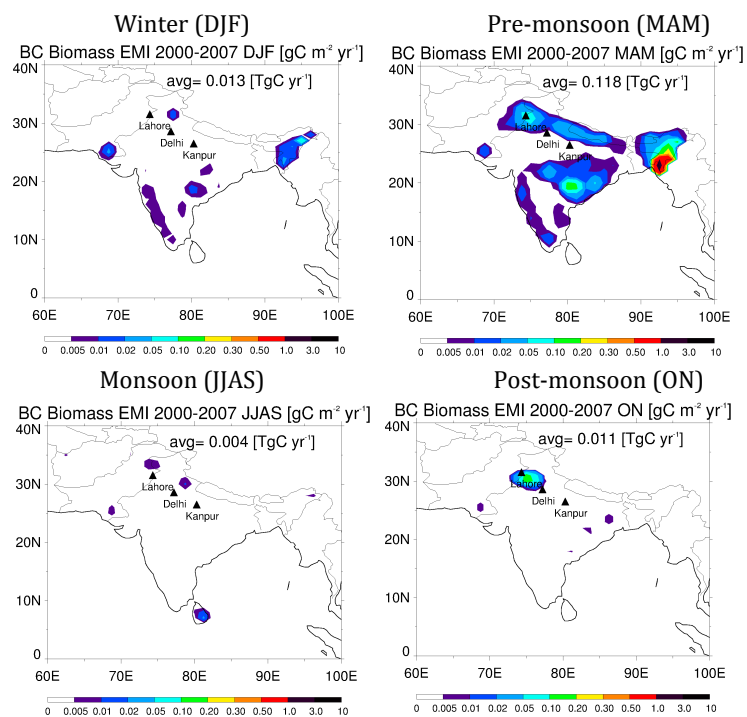 Winter (DJF)
BC Biomass EMI 2000-2007 DJF [gC m⁻² yr⁻¹]
avg= 0.013 [TgC yr⁻¹]
40N
30N
20N
10N
0
Lahore
Delhi
Kanpur
60E 70E 80E 90E 100E
0 0.005 0.01 0.02 0.05 0.10 0.20 0.30 0.50 1.0 3.0 10
Pre-monsoon (MAM)
BC Biomass EMI 2000-2007 MAM [gC m⁻² yr⁻¹]
avg= 0.118 [TgC yr⁻¹]
40N
30N
20N
10N
0
Lahore
Delhi
Kanpur
60E 70E 80E 90E 100E
0 0.005 0.01 0.02 0.05 0.10 0.20 0.30 0.50 1.0 3.0 10
Monsoon (JJAS)
BC Biomass EMI 2000-2007 JJAS [gC m⁻² yr⁻¹]
avg= 0.004 [TgC yr⁻¹]
40N
30N
20N
10N
0
Lahore
Delhi
Kanpur
60E 70E 80E 90E 100E
0 0.005 0.01 0.02 0.05 0.10 0.20 0.30 0.50 1.0 3.0 10
Post-monsoon (ON)
BC Biomass EMI 2000-2007 ON [gC m⁻² yr⁻¹]
avg= 0.011 [TgC yr⁻¹]
40N
30N
20N
10N
0
Lahore
Delhi
Kanpur
60E 70E 80E 90E 100E
0 0.005 0.01 0.02 0.05 0.10 0.20 0.30 0.50 1.0 3.0 10